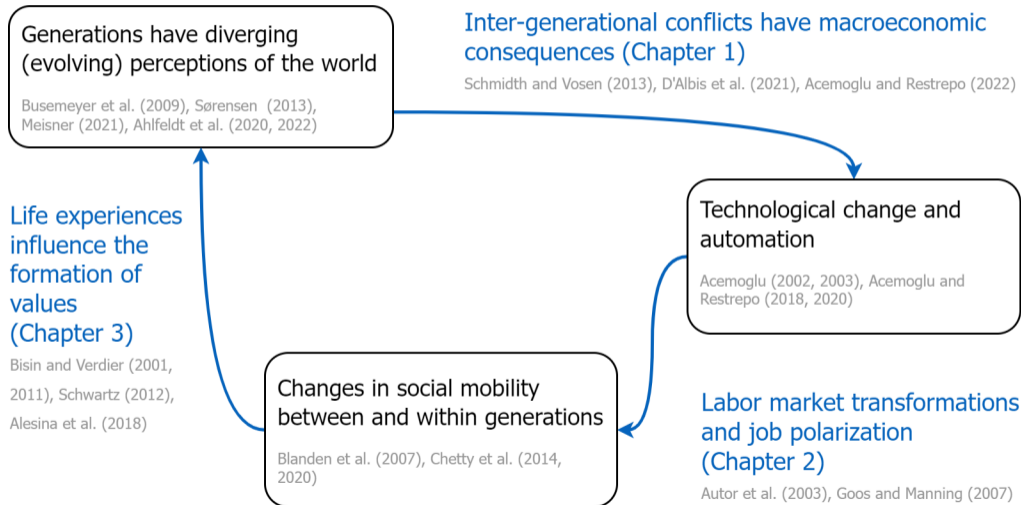 Generations have diverging
(evolving) perceptions of the world
Busemeyer et al. (2009), Sørensen (2013),
Meisner (2021), Ahlfeldt et al. (2020, 2022)
Inter-generational conflicts have macroeconomic
consequences (Chapter 1)
Schmidth and Vosen (2013), D'Albis et al. (2021), Acemoglu and Restrepo (2022)
Technological change and
automation
Acemoglu (2002, 2003), Acemoglu and
Restrepo (2018, 2020)
Life experiences
influence the
formation of
values
(Chapter 3)
Bisin and Verdier (2001,
2011), Schwartz (2012),
Alesina et al. (2018)
Changes in social mobility
between and within generations
Blanden et al. (2007), Chetty et al. (2014,
2020)
Labor market transformations
and job polarization
(Chapter 2)
Autor et al. (2003), Goos and Manning (2007)